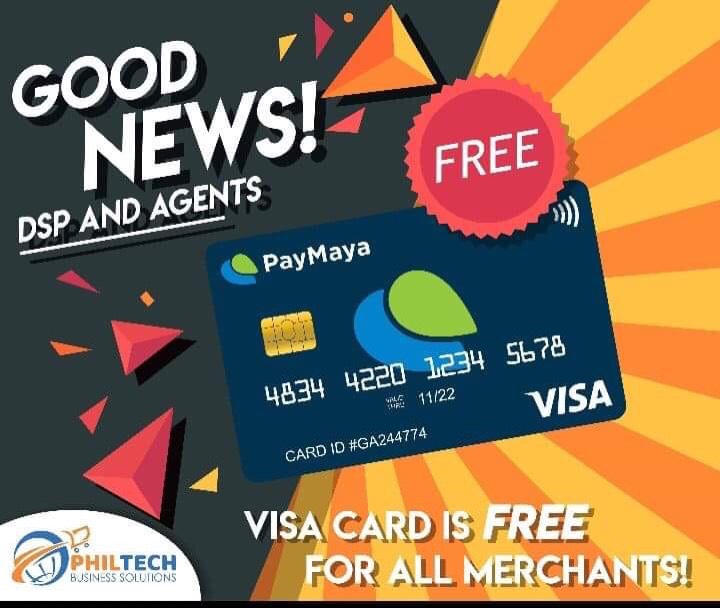 GOOD
NEWS!
DSP AND AGENTS
FREE
PayMaya
4834 4220 1234 5678
VALID
THRU
11/22
VISA
CARD ID #GA244774
VISA CARD IS FREE
FOR ALL MERCHANTS!
PHILTECH
BUSINESS SOLUTIONS